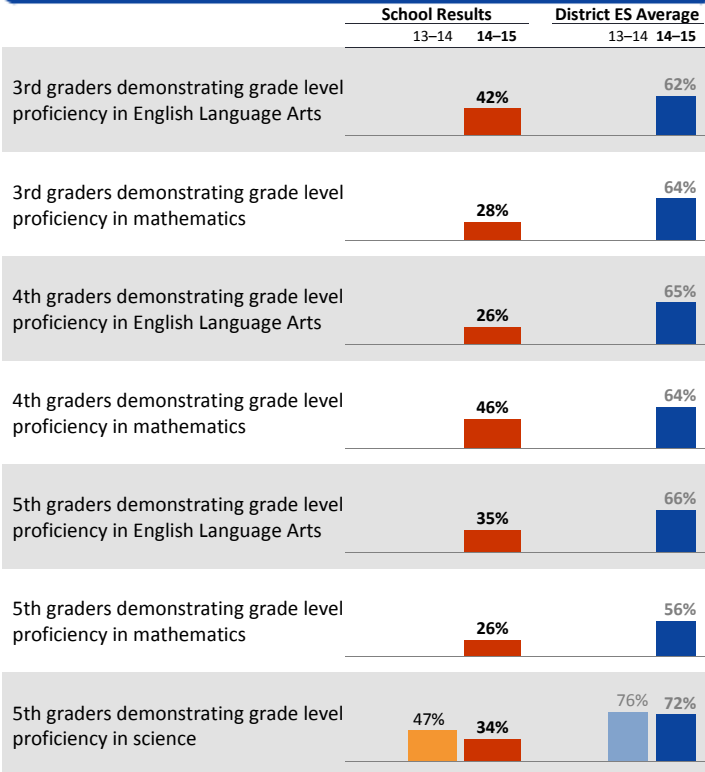 School Results District ES Average
13–14 14–15 13–14 14–15
3rd graders demonstrating grade level
proficiency in English Language Arts
42% 62%
3rd graders demonstrating grade level
proficiency in mathematics
28% 64%
4th graders demonstrating grade level
proficiency in English Language Arts
26% 65%
4th graders demonstrating grade level
proficiency in mathematics
46% 64%
5th graders demonstrating grade level
proficiency in English Language Arts
35% 66%
5th graders demonstrating grade level
proficiency in mathematics
26% 56%
5th graders demonstrating grade level
proficiency in science
47% 34% 76% 72%